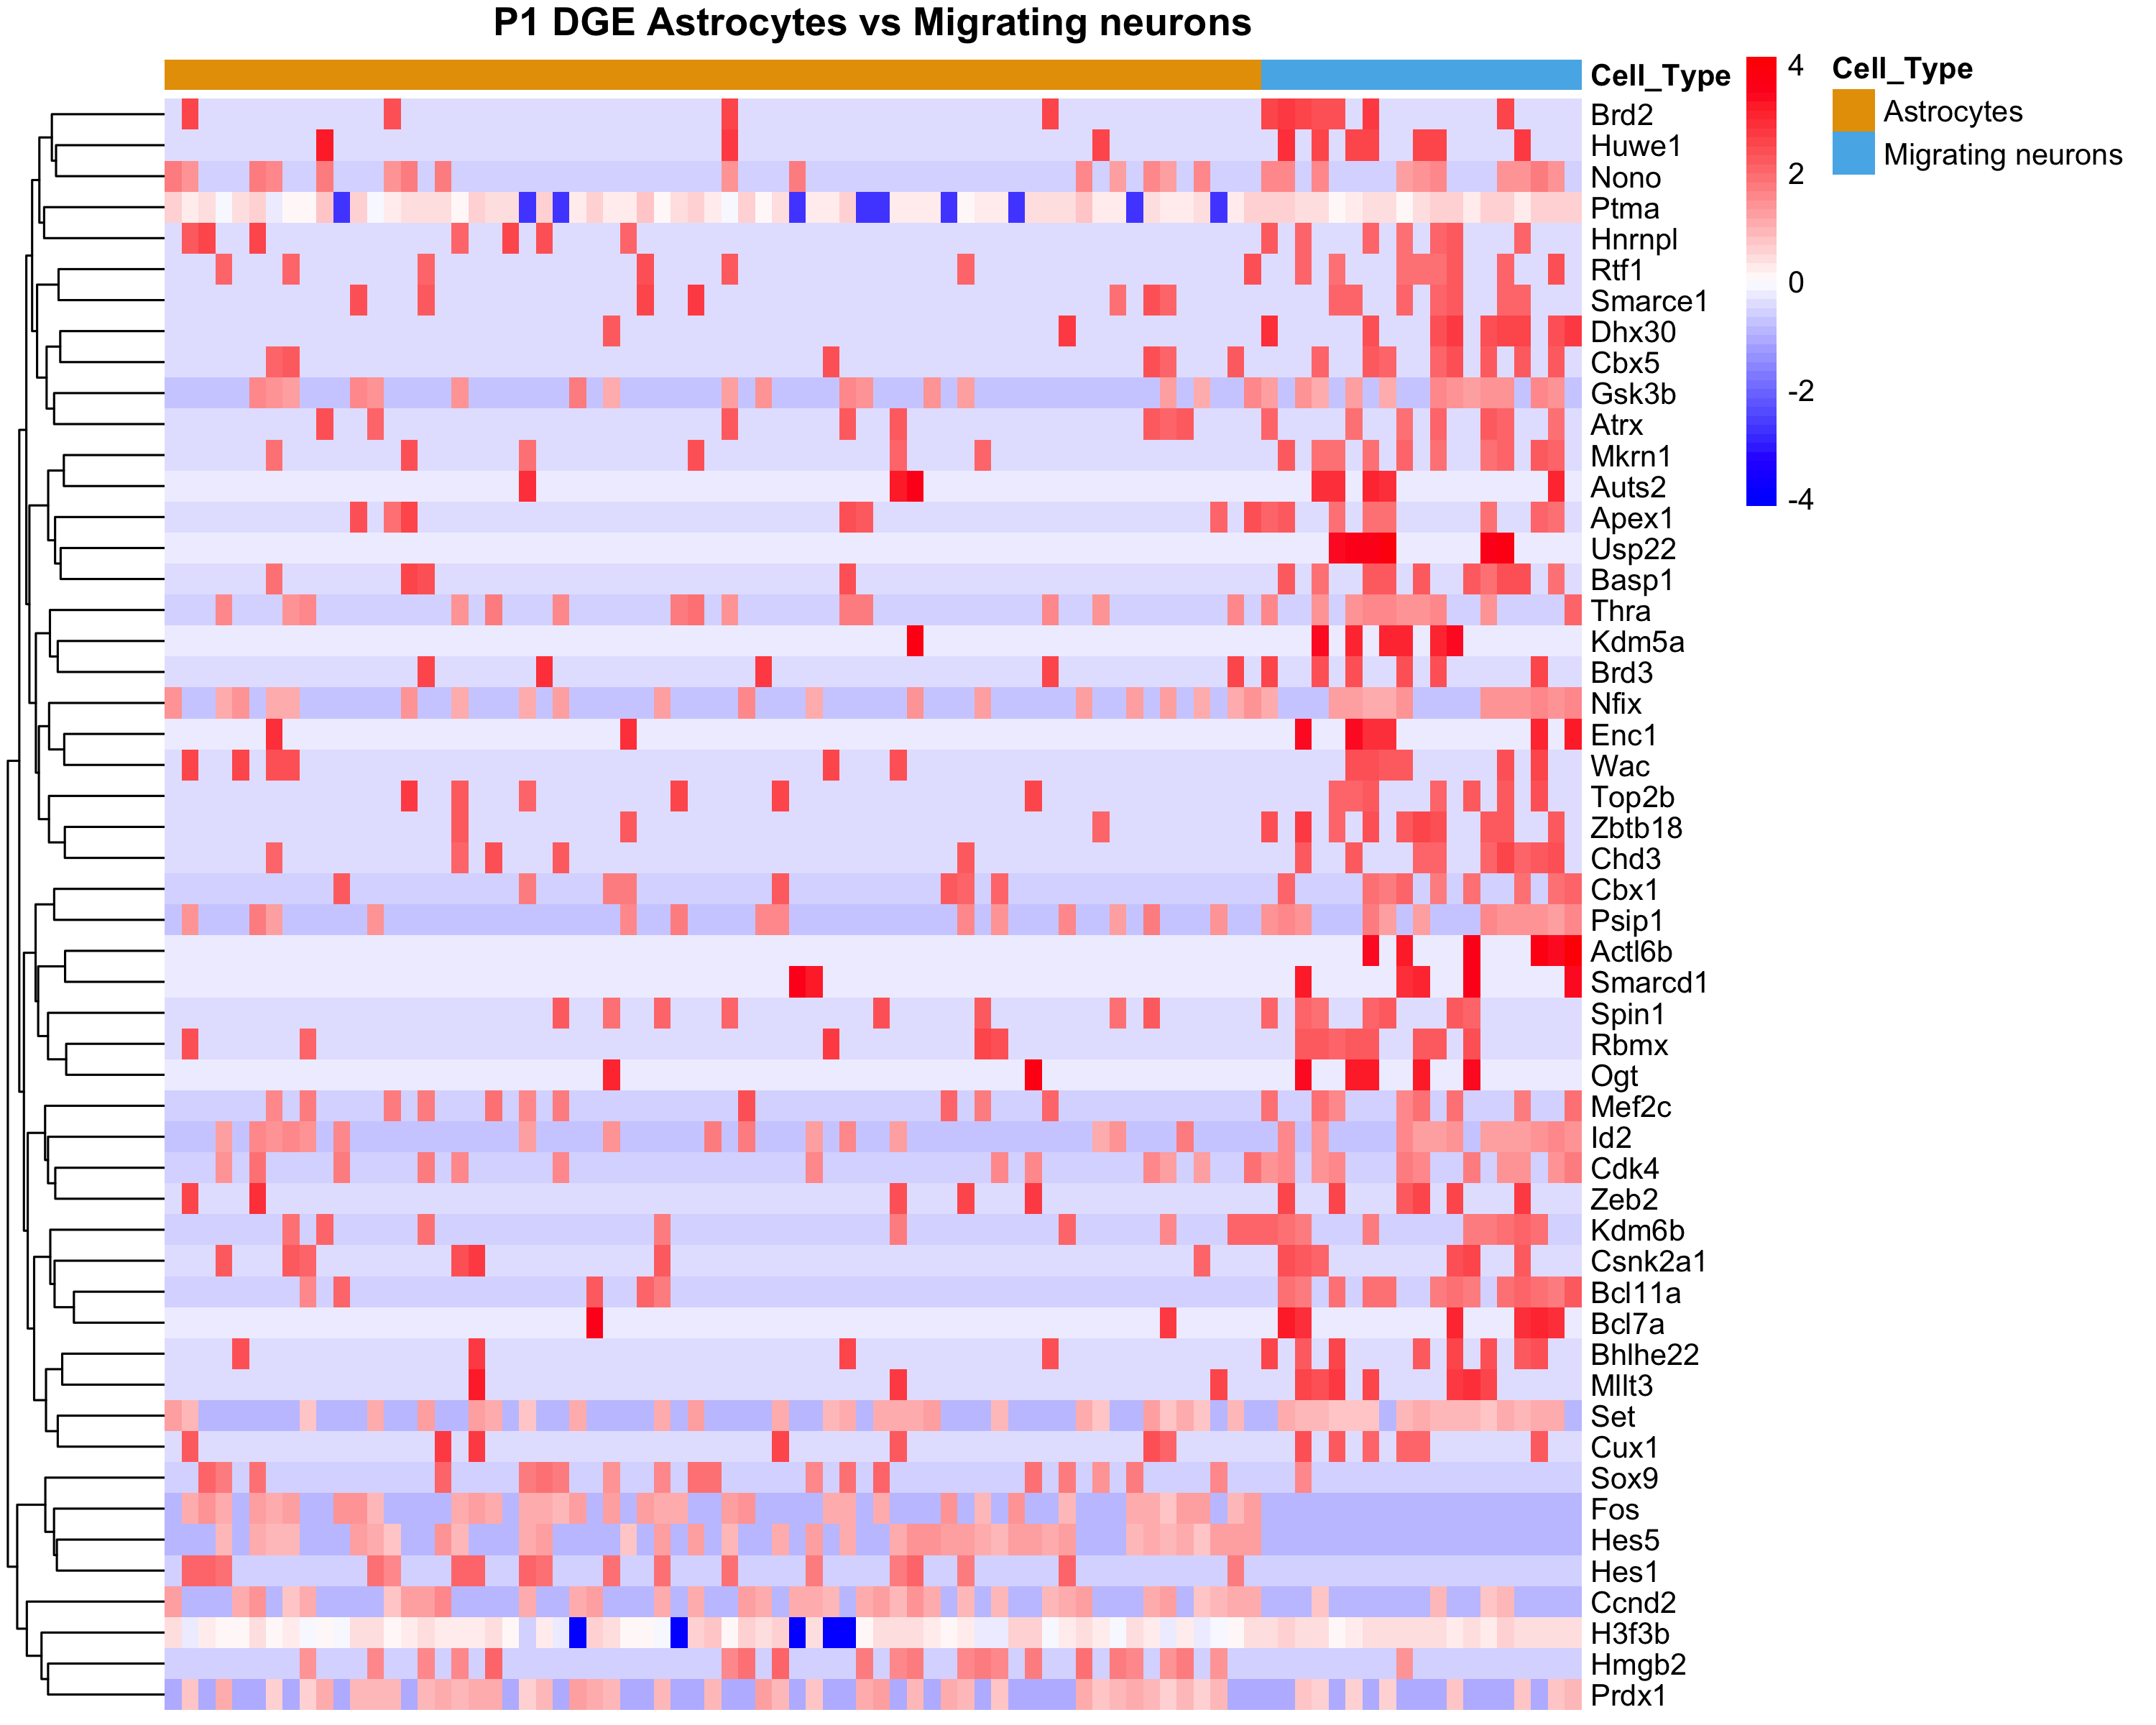 P1 DGE Astrocytes vs Migrating neurons
Cell_Type
4
2
0
-2
-4
Cell_Type
Astrocytes
Migrating neurons
Brd2
Huwe1
Nono
Ptma
Hnrnpl
Rtf1
Smarce1
Dhx30
Cbx5
Gsk3b
Atrx
Mkrn1
Auts2
Apex1
Usp22
Basp1
Thra
Kdm5a
Brd3
Nfix
Enc1
Wac
Top2b
Zbtb18
Chd3
Cbx1
Psip1
Actl6b
Smarcd1
Spin1
Rbmx
Ogt
Mef2c
Id2
Cdk4
Zeb2
Kdm6b
Csnk2a1
Bcl11a
Bcl7a
Bhlhe22
Mllt3
Set
Cux1
Sox9
Fos
Hes5
Hes1
Ccnd2
H3f3b
Hmgb2
Prdx1